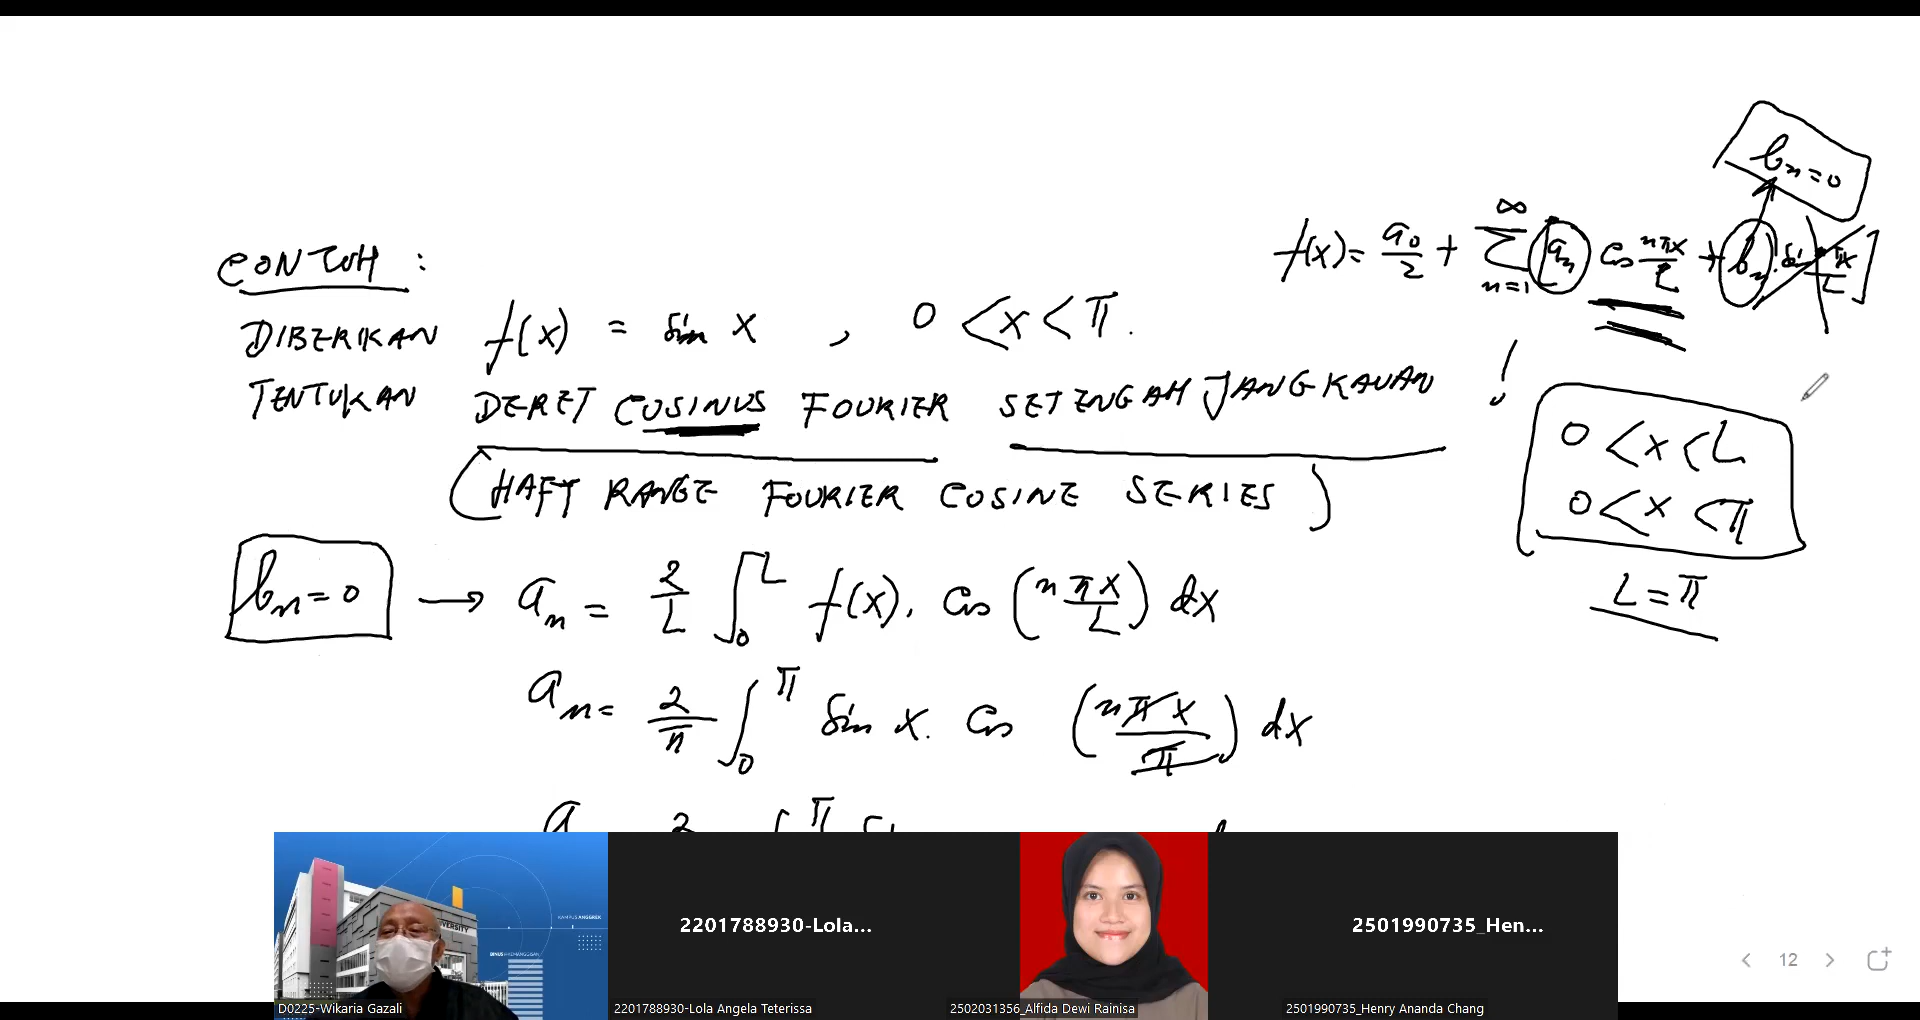 bn = 0
f(x) = a0/2 + ∞ Σ n=1 [an cos nπx/L + bn . sin nπx/L]
CONTOH :
DIBERIKAN f(x) = sin x , 0 < x < π .
TENTUKAN DERET COSINUS FOURIER SETENGAH JANGKAUAN !
(HAFT RANGE FOURIER COSINE SERIES)
0 < x < L
0 < x < π
L = π
bn = 0 → an = 2/L ∫0^L f(x) . cos (nπx/L) dx
an = 2/π ∫0^π sin x . cos (nπx/π) dx
KAMPUS ANGGREK
D0225-Wikaria Gazali
2201788930-Lola...
2201788930-Lola Angela Teterissa
2502031356_Alfida Dewi Rainisa
2501990735_Hen...
2501990735_Henry Ananda Chang
12